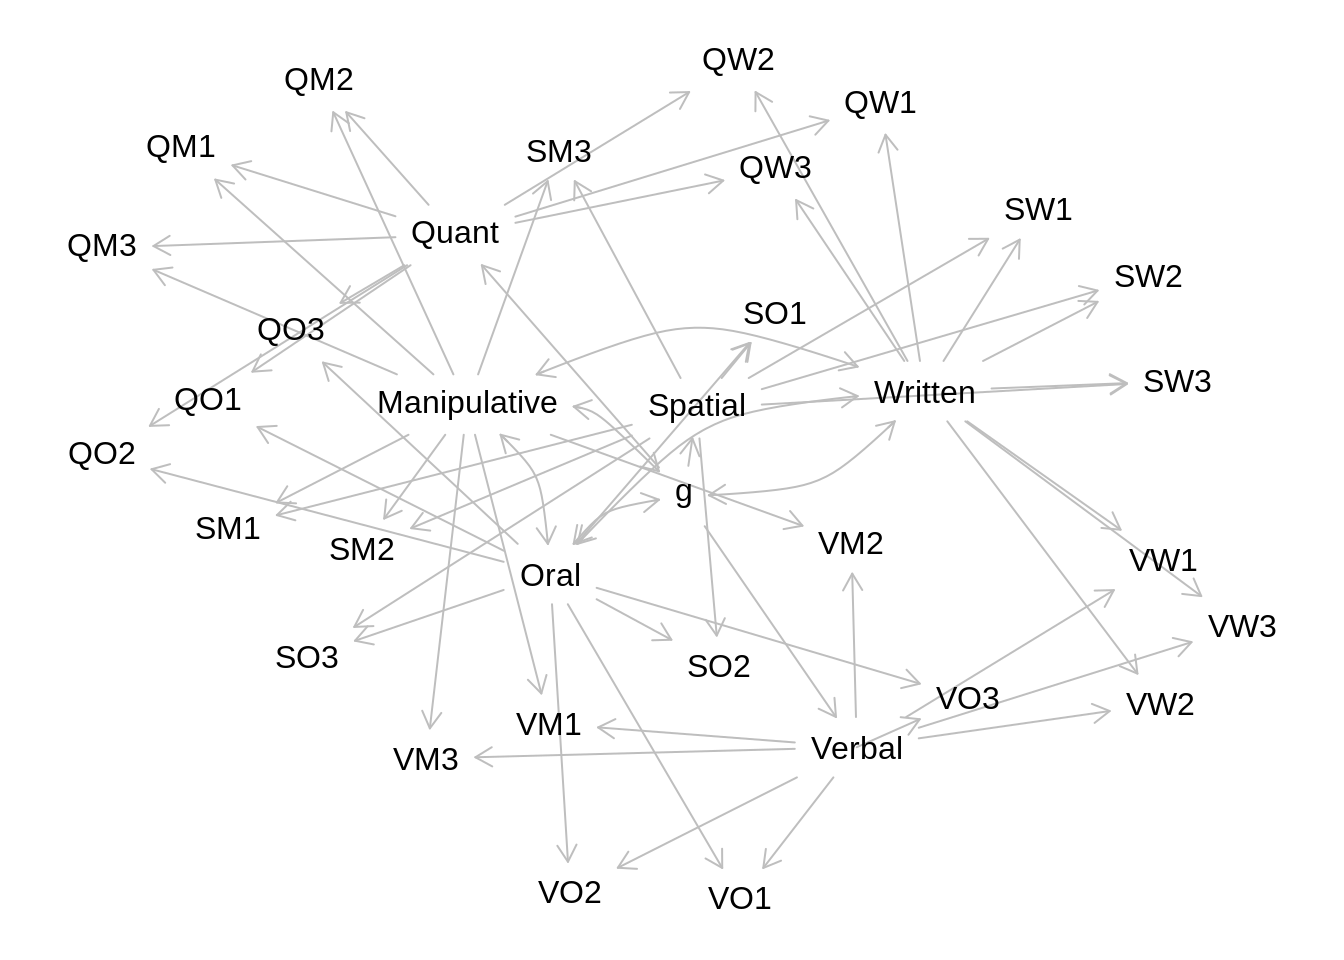 QW2
QM2
QW1
QM1
SM3
QW3
SW1
Quant
QM3
SW2
SO1
QO3
SW3
Written
QO1
Manipulative
Spatial
QO2
g
SM1
VM2
SM2
VW1
Oral
VW3
SO3
SO2
VO3
VW2
VM1
Verbal
VM3
VO2
VO1